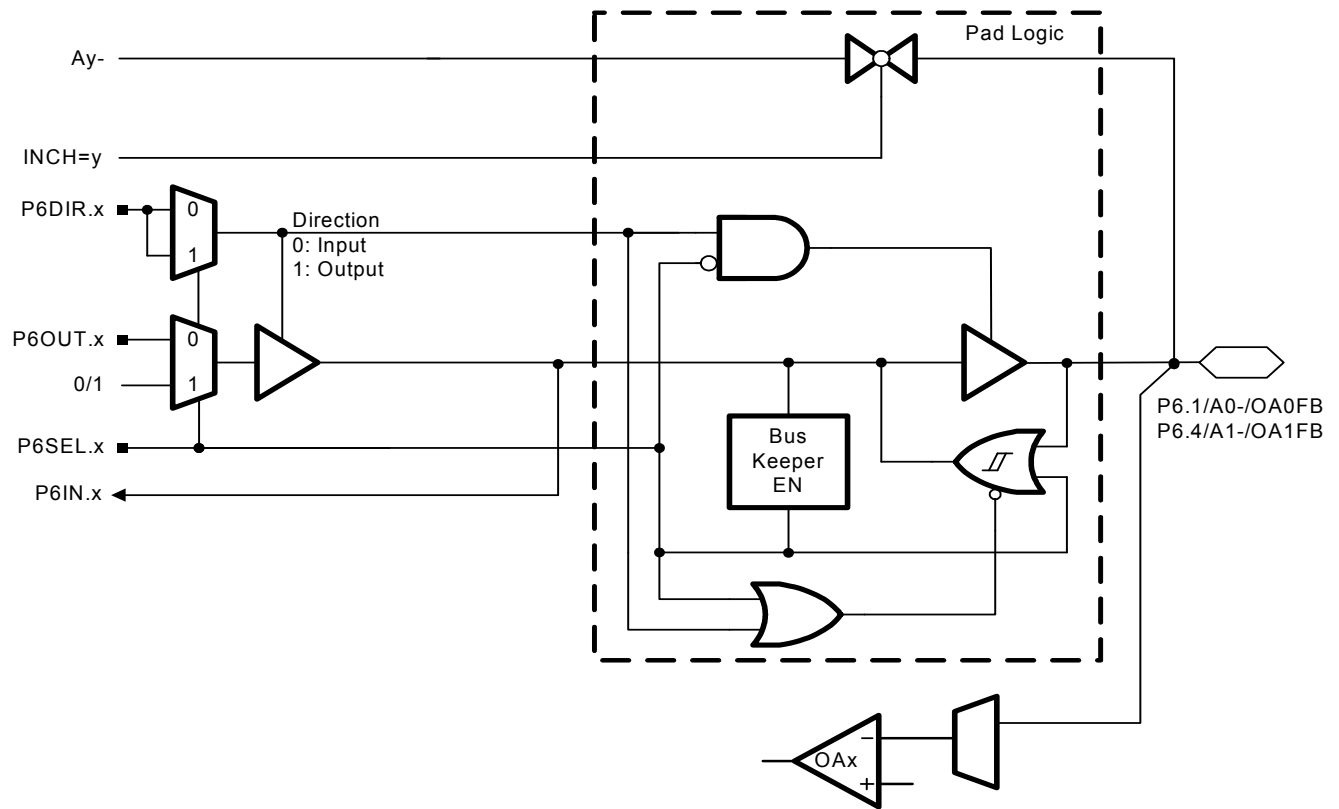 Pad Logic
Ay-
INCH=y
P6DIR.x
0
1
Direction
0: Input
1: Output
P6OUT.x
0
0/1
1
P6SEL.x
P6IN.x
Bus
Keeper
EN
P6.1/A0-/OA0FB
P6.4/A1-/OA1FB
OAx
−
+